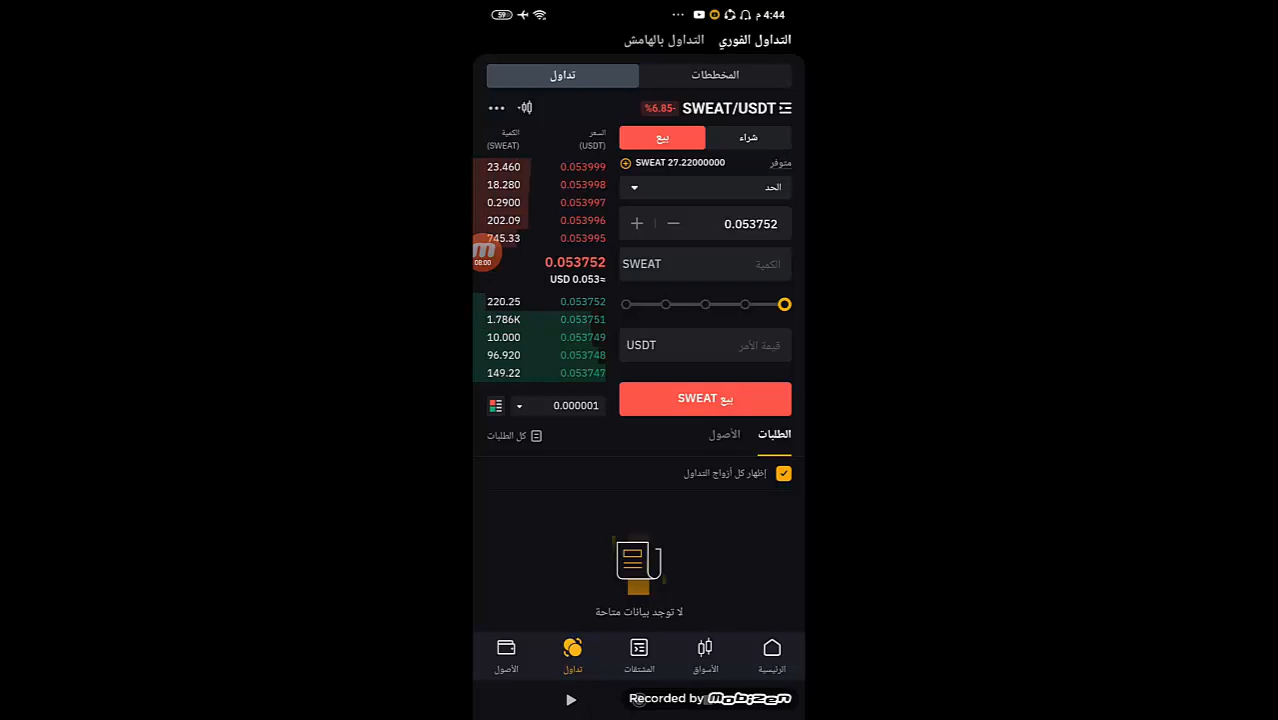 59 ... 4:44 م
التداول الفوري التداول بالهامش
المخططات تداول
SWEAT/USDT -6.85%
شراء بيع
السعر (USDT) الكمية (SWEAT)
متوفر SWEAT 27.22000000
الحد
0.053752
الكمية SWEAT
قيمة الأمر USDT
بيع SWEAT
0.053999 23.460
0.053998 18.280
0.053997 0.2900
0.053996 202.09
0.053995 745.33
08:00
0.053752
≈0.053 USD
0.053752 220.25
0.053751 1.786K
0.053749 10.000
0.053748 96.920
0.053747 149.22
0.000001
الطلبات الأصول كل الطلبات
إظهار كل أزواج التداول
لا توجد بيانات متاحة
الرئيسية الأسواق المشتقات تداول الأصول
Recorded by mobizen